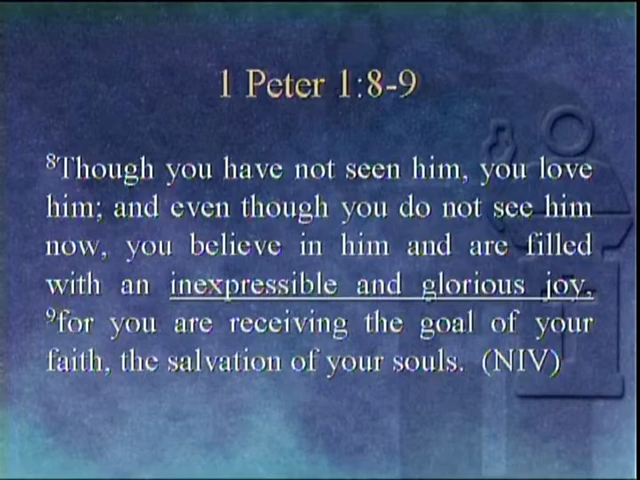 1 Peter 1:8-9
⁸Though you have not seen him, you love
him; and even though you do not see him
now, you believe in him and are filled
with an inexpressible and glorious joy,
⁹for you are receiving the goal of your
faith, the salvation of your souls. (NIV)